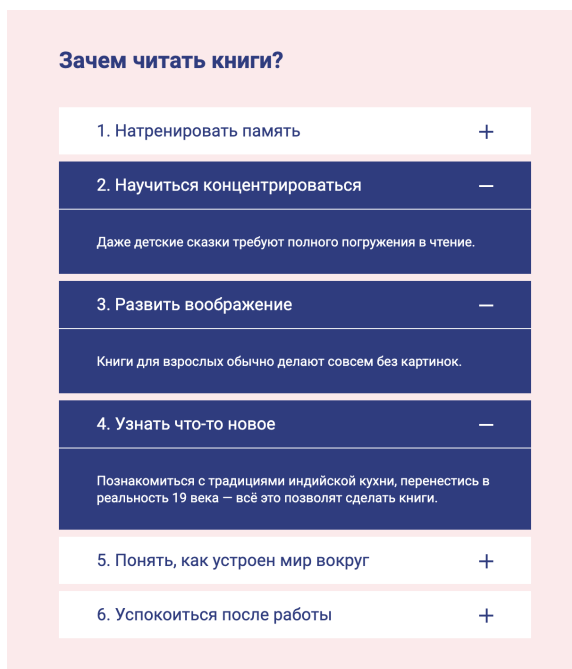 Зачем читать книги?
1. Натренировать память
2. Научиться концентрироваться
Даже детские сказки требуют полного погружения в чтение.
3. Развить воображение
Книги для взрослых обычно делают совсем без картинок.
4. Узнать что-то новое
Познакомиться с традициями индийской кухни, перенестись в
реальность 19 века — всё это позволят сделать книги.
5. Понять, как устроен мир вокруг
6. Успокоиться после работы